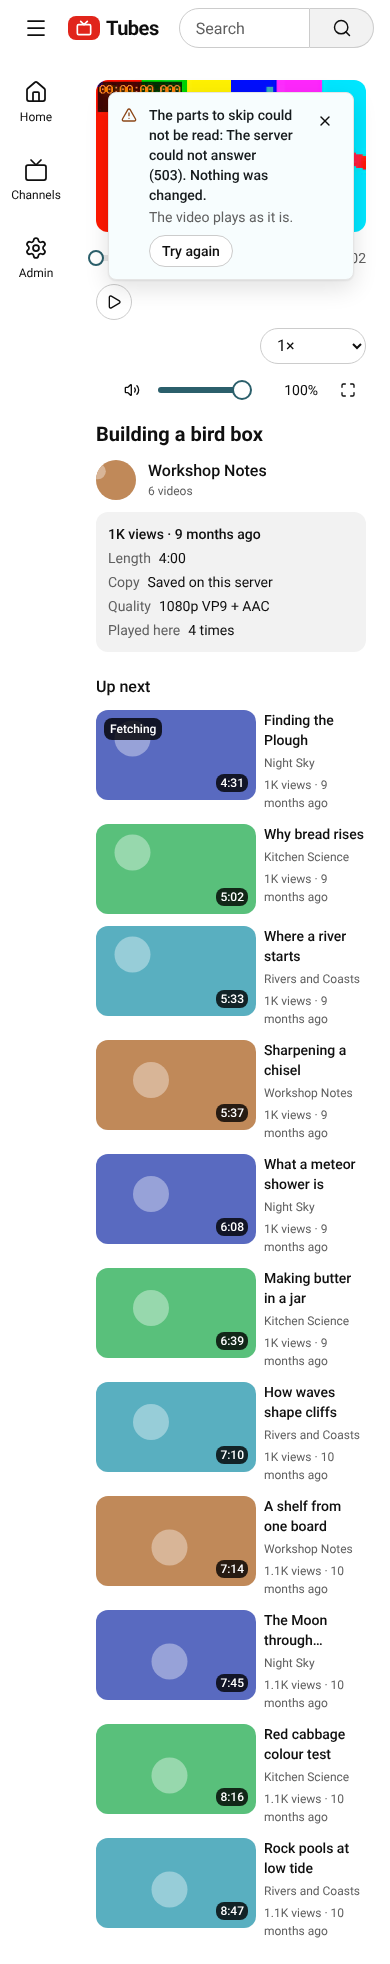 Tubes
Search
Home
Channels
Admin
00:00:00.000
The parts to skip could
not be read: The server
could not answer
(503). Nothing was
changed.
The video plays as it is.
Try again
02
1×
100%
Building a bird box
Workshop Notes
6 videos
1K views · 9 months ago
Length 4:00
Copy Saved on this server
Quality 1080p VP9 + AAC
Played here 4 times
Up next
Fetching
4:31
Finding the
Plough
Night Sky
1K views · 9
months ago
5:02
Why bread rises
Kitchen Science
1K views · 9
months ago
5:33
Where a river
starts
Rivers and Coasts
1K views · 9
months ago
5:37
Sharpening a
chisel
Workshop Notes
1K views · 9
months ago
6:08
What a meteor
shower is
Night Sky
1K views · 9
months ago
6:39
Making butter
in a jar
Kitchen Science
1K views · 9
months ago
7:10
How waves
shape cliffs
Rivers and Coasts
1K views · 10
months ago
7:14
A shelf from
one board
Workshop Notes
1.1K views · 10
months ago
7:45
The Moon
through…
Night Sky
1.1K views · 10
months ago
8:16
Red cabbage
colour test
Kitchen Science
1.1K views · 10
months ago
8:47
Rock pools at
low tide
Rivers and Coasts
1.1K views · 10
months ago